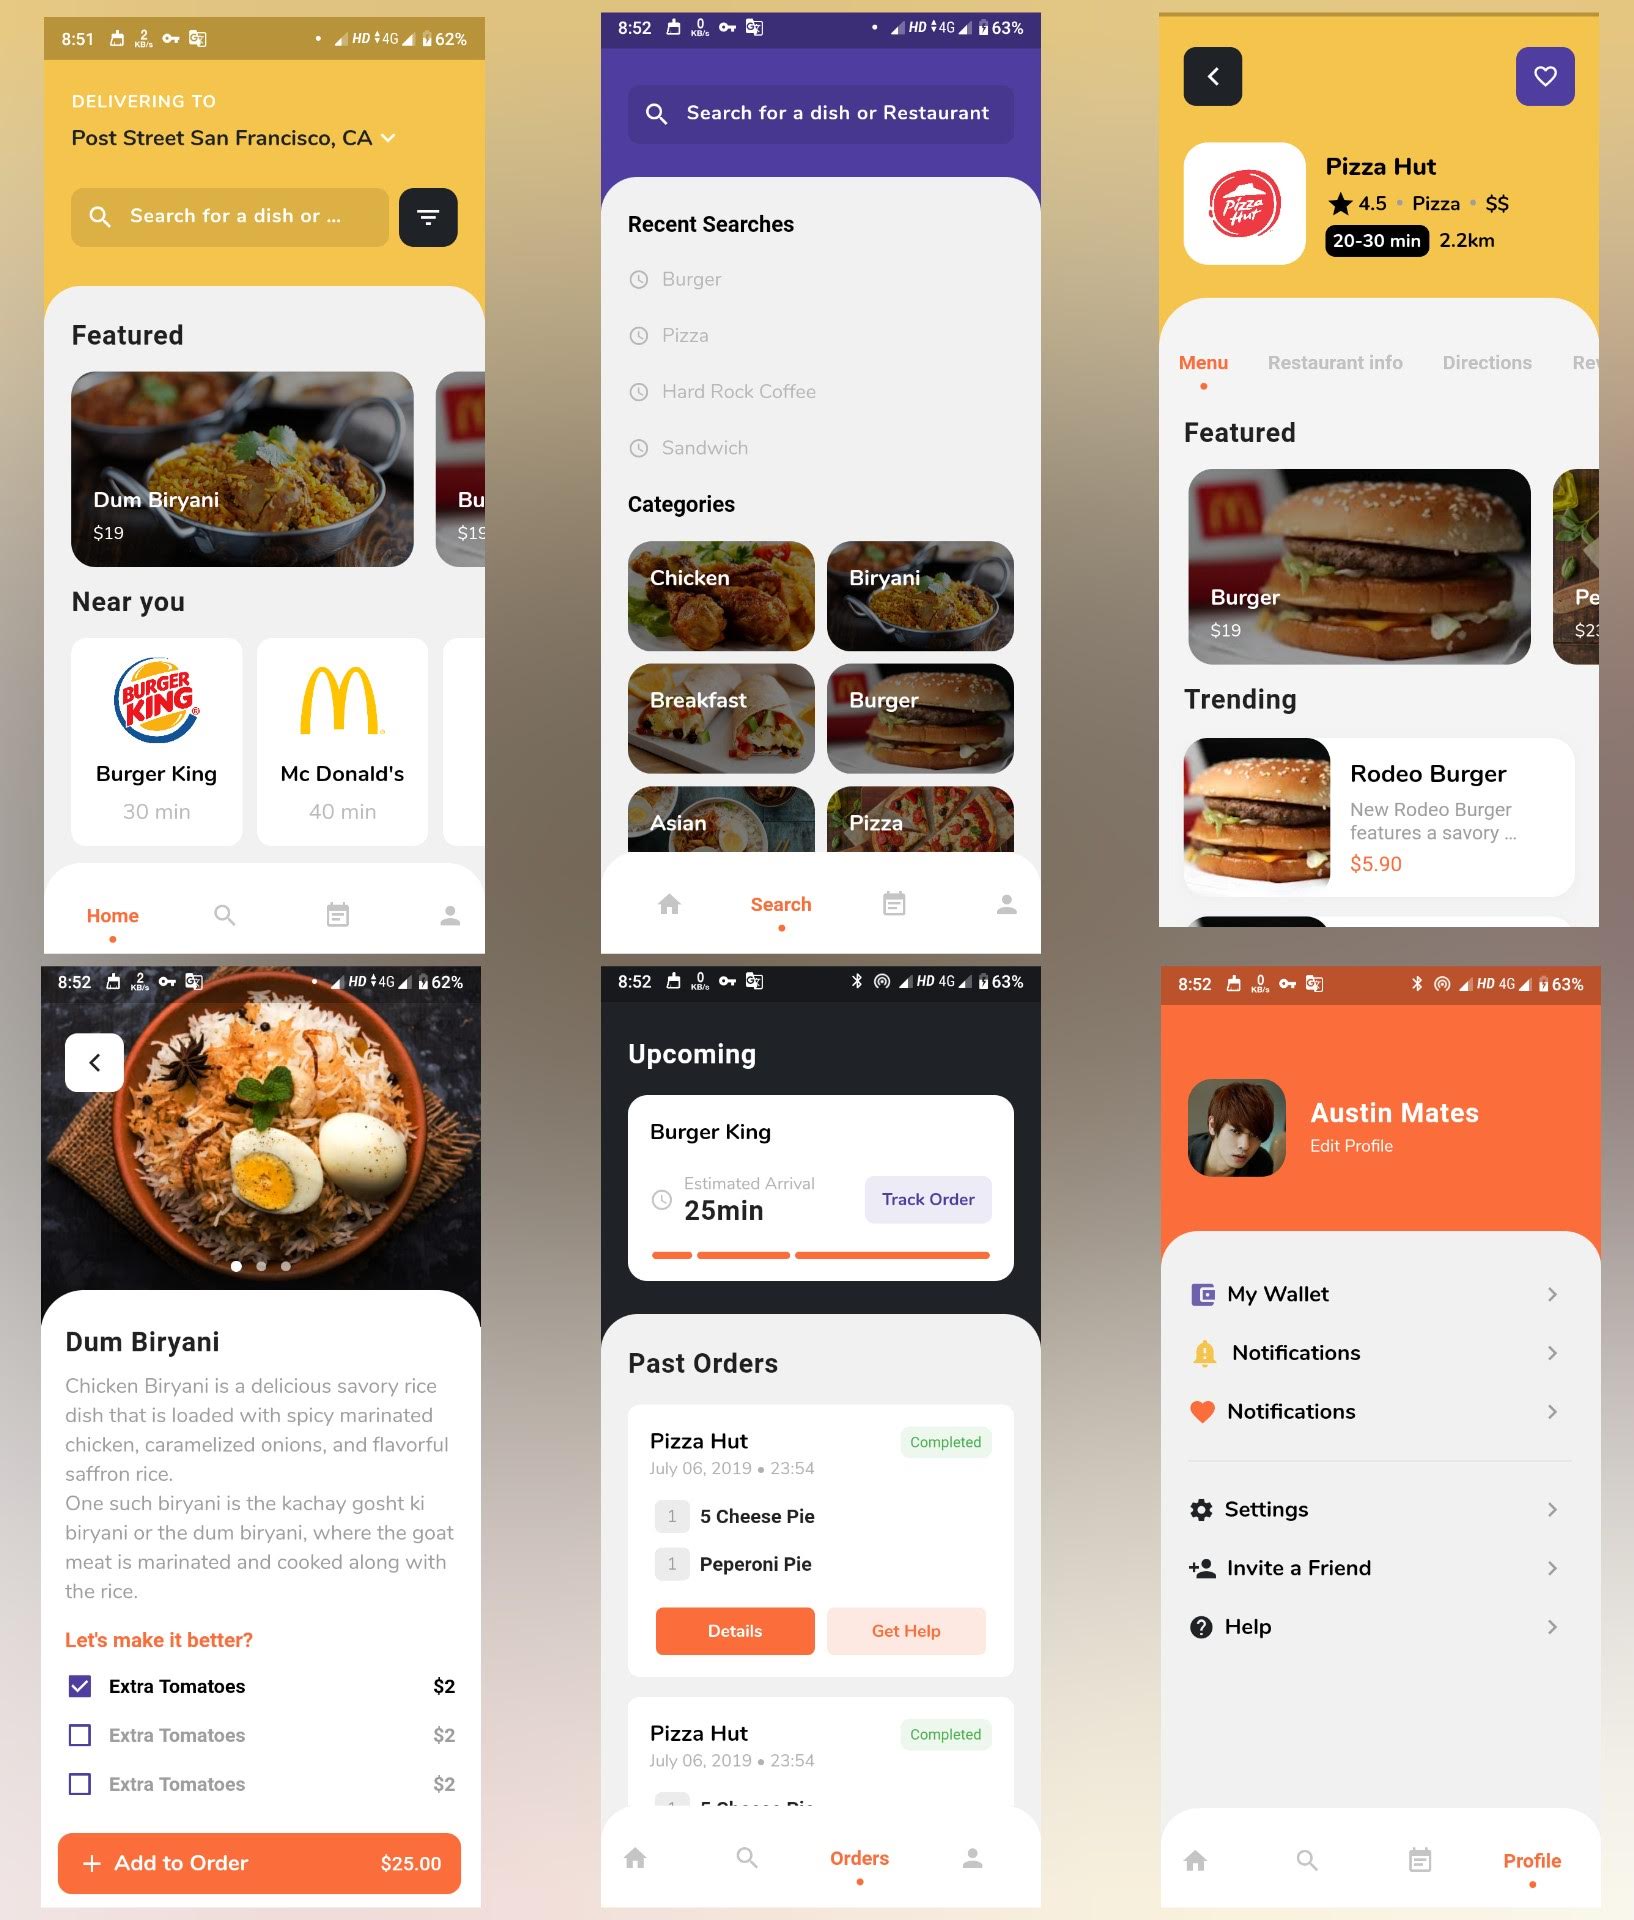 8:51
2
KB/s
HD 4G 62%
DELIVERING TO
Post Street San Francisco, CA
Search for a dish or ...
Featured
Dum Biryani
$19
Bu
$19
Near you
BURGER
KING®
Burger King
30 min
Mc Donald's
40 min
Home
8:52
0
KB/s
HD 4G 63%
Search for a dish or Restaurant
Recent Searches
Burger
Pizza
Hard Rock Coffee
Sandwich
Categories
Chicken
Biryani
Breakfast
Burger
Asian
Pizza
Search
Pizza
Hut
Pizza Hut
4.5 • Pizza • $$
20-30 min 2.2km
Menu Restaurant info Directions Rev
Featured
Burger
$19
Pe
$23
Trending
Rodeo Burger
New Rodeo Burger
features a savory ...
$5.90
8:52
2
KB/s
HD 4G 62%
Dum Biryani
Chicken Biryani is a delicious savory rice
dish that is loaded with spicy marinated
chicken, caramelized onions, and flavorful
saffron rice.
One such biryani is the kachay gosht ki
biryani or the dum biryani, where the goat
meat is marinated and cooked along with
the rice.
Let's make it better?
Extra Tomatoes $2
Extra Tomatoes $2
Extra Tomatoes $2
+ Add to Order $25.00
8:52
0
KB/s
HD 4G 63%
Upcoming
Burger King
Estimated Arrival
25min
Track Order
Past Orders
Pizza Hut
Completed
July 06, 2019 • 23:54
1 5 Cheese Pie
1 Peperoni Pie
Details
Get Help
Pizza Hut
Completed
July 06, 2019 • 23:54
1 5 Cheese Pie
Orders
8:52
0
KB/s
HD 4G 63%
Austin Mates
Edit Profile
My Wallet
Notifications
Notifications
Settings
Invite a Friend
Help
Profile